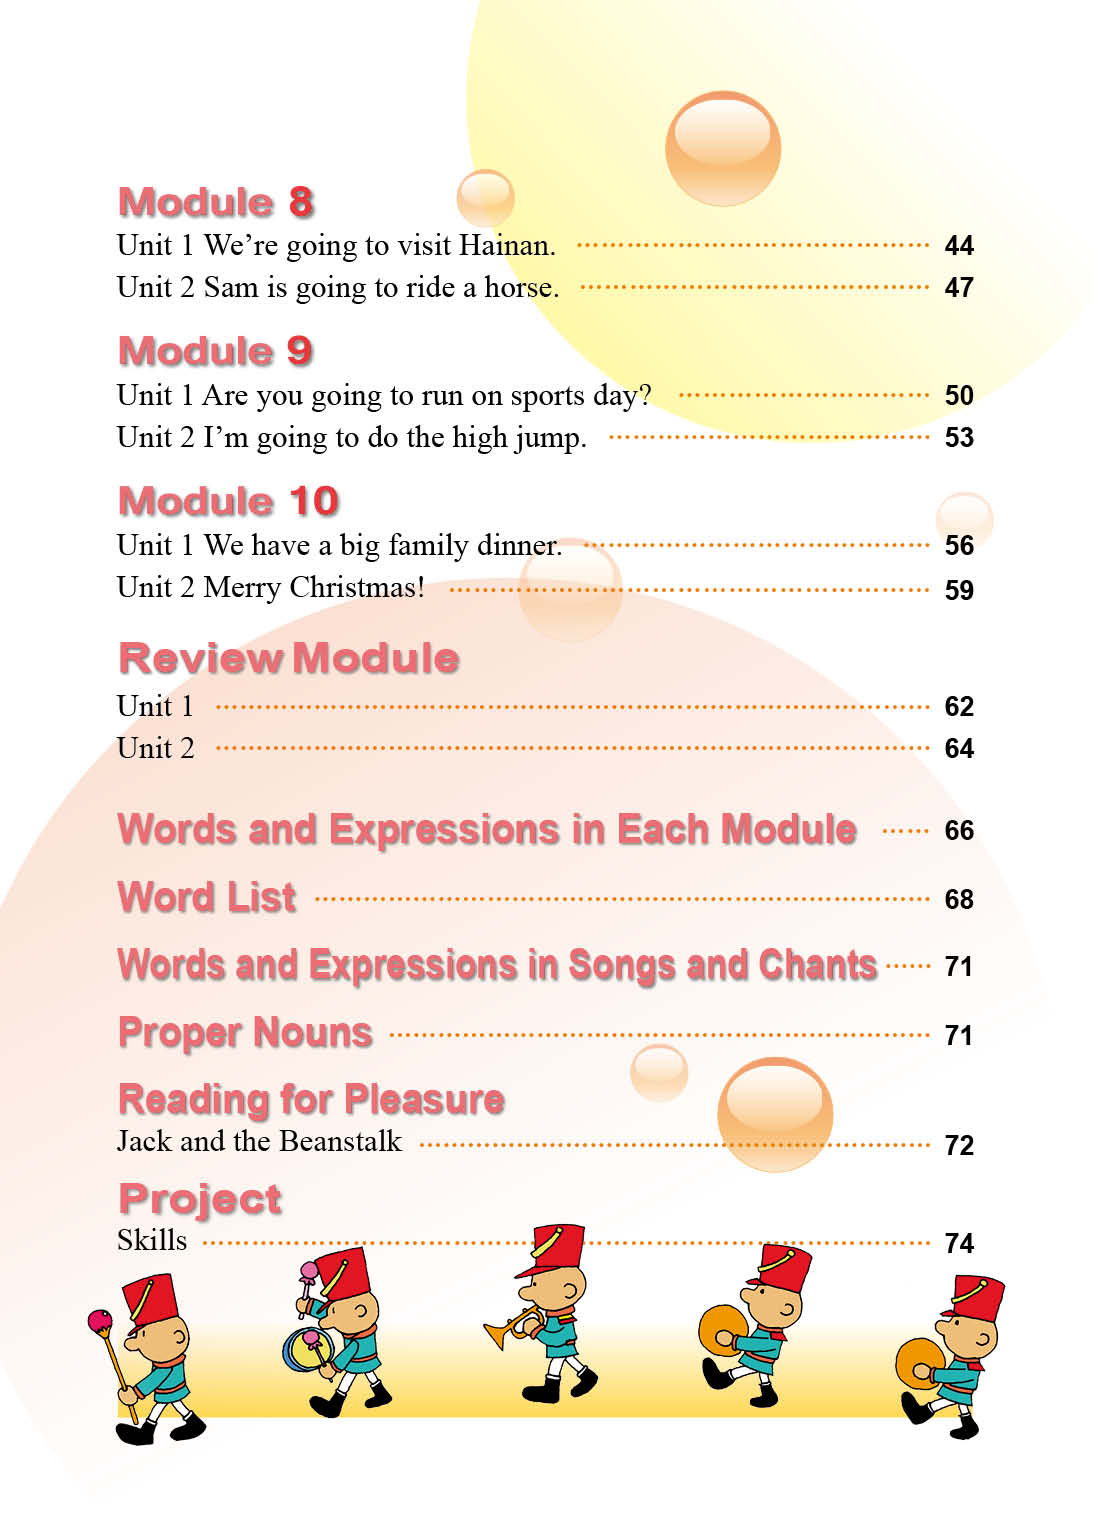 Module 8
Unit 1 We’re going to visit Hainan. ········································ 44
Unit 2 Sam is going to ride a horse. ········································ 47
Module 9
Unit 1 Are you going to run on sports day? ····························· 50
Unit 2 I’m going to do the high jump. ····································· 53
Module 10
Unit 1 We have a big family dinner. ········································ 56
Unit 2 Merry Christmas! ······················································· 59
Review Module
Unit 1 ················································································ 62
Unit 2 ················································································ 64
Words and Expressions in Each Module ······ 66
Word List ······································································ 68
Words and Expressions in Songs and Chants ······ 71
Proper Nouns ······························································ 71
Reading for Pleasure
Jack and the Beanstalk ·························································· 72
Project
Skills ·················································································· 74